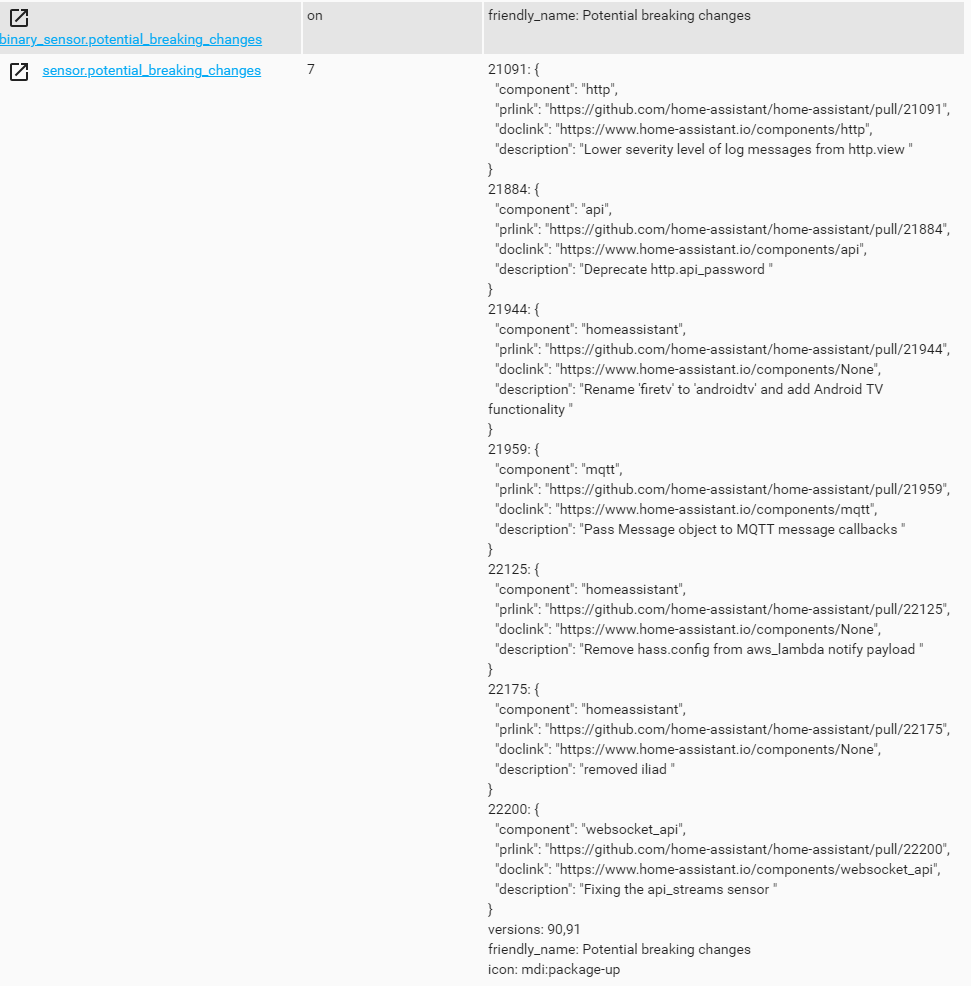 on
friendly_name: Potential breaking changes
binary_sensor.potential_breaking_changes
sensor.potential_breaking_changes
7
21091: {
"component": "http",
"prlink": "https://github.com/home-assistant/home-assistant/pull/21091",
"doclink": "https://www.home-assistant.io/components/http",
"description": "Lower severity level of log messages from http.view "
}
21884: {
"component": "api",
"prlink": "https://github.com/home-assistant/home-assistant/pull/21884",
"doclink": "https://www.home-assistant.io/components/api",
"description": "Deprecate http.api_password "
}
21944: {
"component": "homeassistant",
"prlink": "https://github.com/home-assistant/home-assistant/pull/21944",
"doclink": "https://www.home-assistant.io/components/None",
"description": "Rename 'firetv' to 'androidtv' and add Android TV
functionality "
}
21959: {
"component": "mqtt",
"prlink": "https://github.com/home-assistant/home-assistant/pull/21959",
"doclink": "https://www.home-assistant.io/components/mqtt",
"description": "Pass Message object to MQTT message callbacks "
}
22125: {
"component": "homeassistant",
"prlink": "https://github.com/home-assistant/home-assistant/pull/22125",
"doclink": "https://www.home-assistant.io/components/None",
"description": "Remove hass.config from aws_lambda notify payload "
}
22175: {
"component": "homeassistant",
"prlink": "https://github.com/home-assistant/home-assistant/pull/22175",
"doclink": "https://www.home-assistant.io/components/None",
"description": "removed iliad "
}
22200: {
"component": "websocket_api",
"prlink": "https://github.com/home-assistant/home-assistant/pull/22200",
"doclink": "https://www.home-assistant.io/components/websocket_api",
"description": "Fixing the api_streams sensor "
}
versions: 90,91
friendly_name: Potential breaking changes
icon: mdi:package-up